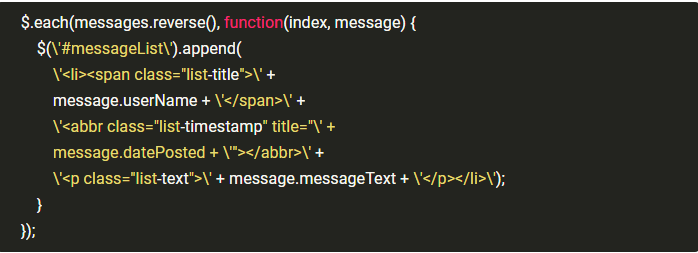 $.each(messages.reverse(), function(index, message) {
$(\'#messageList\').append(
\'<li><span class="list-title">\' +
message.userName + \'</span>\' +
\'<abbr class="list-timestamp" title="\' +
message.datePosted + \'"></abbr>\' +
\'<p class="list-text">\' + message.messageText + \'</p></li>\');
}
});